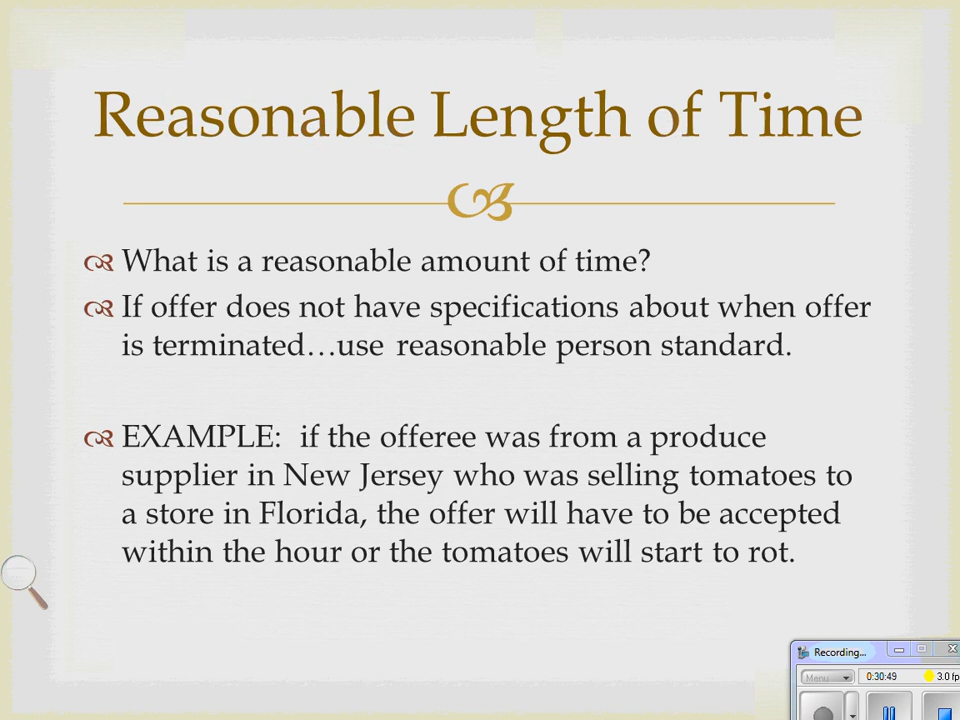 Reasonable Length of Time
What is a reasonable amount of time?
If offer does not have specifications about when offer
is terminated…use reasonable person standard.
EXAMPLE: if the offeree was from a produce
supplier in New Jersey who was selling tomatoes to
a store in Florida, the offer will have to be accepted
within the hour or the tomatoes will start to rot.
Recording...
Menu
0:30:49
3.0 fp